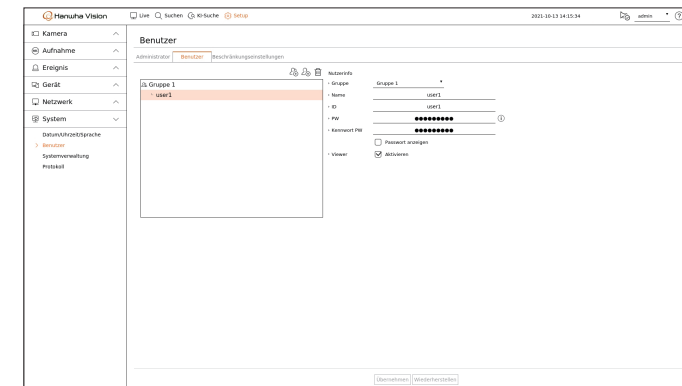 Hanwha Vision
Live Suchen KI-Suche Setup 2021-10-13 14:15:34 admin
Kamera
Aufnahme
Ereignis
Gerät
Netzwerk
System
Datum/Uhrzeit/Sprache
Benutzer
Systemverwaltung
Protokoll
Benutzer
Administrator Benutzer Beschränkungseinstellungen
Gruppe 1
user1
Nutzerinfo
Gruppe Gruppe 1
Name user1
ID user1
PW ●●●●●●●●●
Kennwort PW ●●●●●●●●●
Passwort anzeigen
Viewer Aktivieren
Übernehmen Wiederherstellen